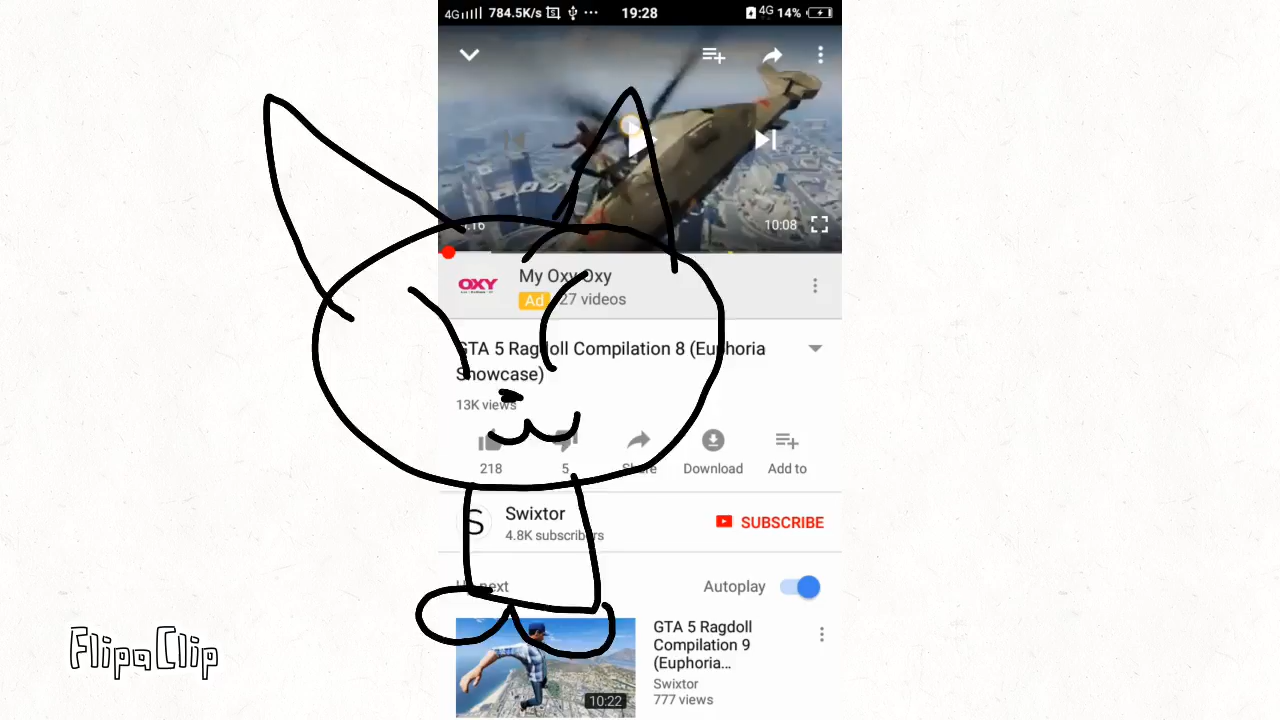 4G 784.5K/s 19:28 4G 14%
10:08
OXY
My Oxy Oxy
Ad 27 videos
GTA 5 Ragdoll Compilation 8 (Euphoria
Showcase)
13K views
218 5 Share Download Add to
S
Swixtor
4.8K subscribers
SUBSCRIBE
Up next Autoplay
GTA 5 Ragdoll
Compilation 9
(Euphoria...
Swixtor
777 views
10:22
FlipaClip